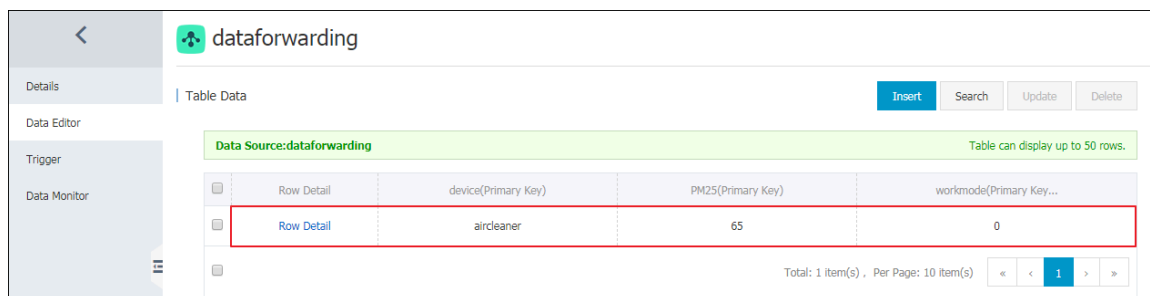 dataforwarding
Details
Data Editor
Trigger
Data Monitor
Table Data
Insert Search Update Delete
Data Source:dataforwarding Table can display up to 50 rows.
Row Detail device(Primary Key) PM25(Primary Key) workmode(Primary Key...
Row Detail aircleaner 65 0
Total: 1 item(s) , Per Page: 10 item(s) « ‹ 1 › »